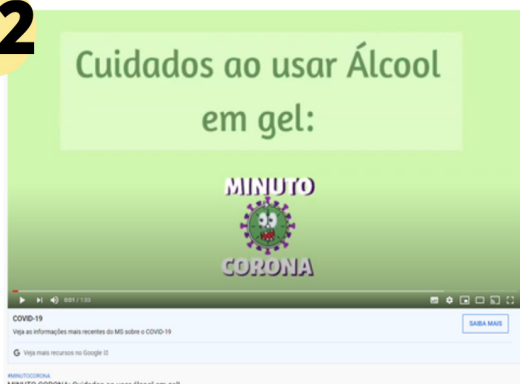 2
Cuidados ao usar Álcool
em gel:
MINUTO
CORONA
0:01 / 1:03
COVID-19
Veja as informações mais recentes do MS sobre o COVID-19
SAIBA MAIS
Veja mais recursos no Google
#MINUTOCORONA
MINUTO CORONA: Cuidados ao usar álcool em gel!